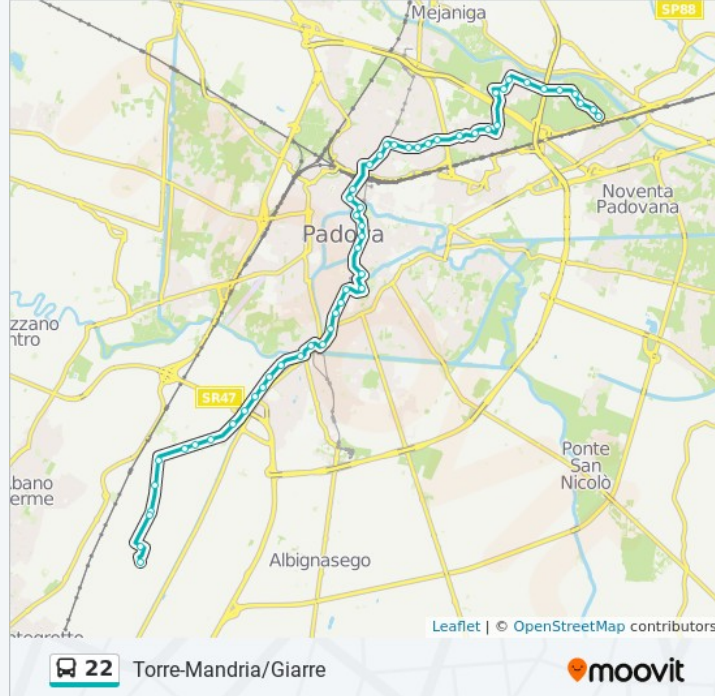 Mejaniga
SP88
Noventa
Padovana
Padova
zzano
ntro
SR47
Ponte
San
Nicolò
bano
erme
Albignasego
ntegrotto
Leaflet | © OpenStreetMap contributors
22 Torre-Mandria/Giarre
moovit